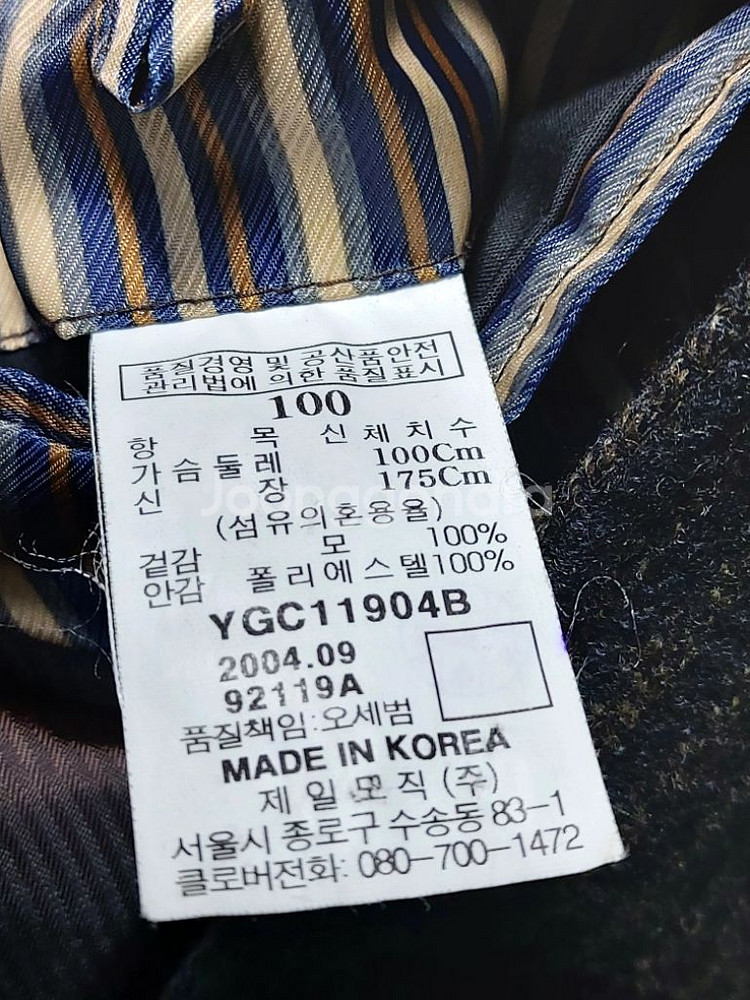 품질경영 및 공산품안전
관리법에 의한 품질표시
100
항 목 신 체 치 수
가 슴 둘 레 100Cm
신 장 175Cm
(섬유의혼용율)
겉감 모 100%
안감 폴리에스텔100%
YGC11904B
2004.09
92119A
품질책임:오세범
MADE IN KOREA
제 일 모 직 (주)
서울시 종로구 수송동 83-1
클로버전화: 080-700-1472
Joonggonara